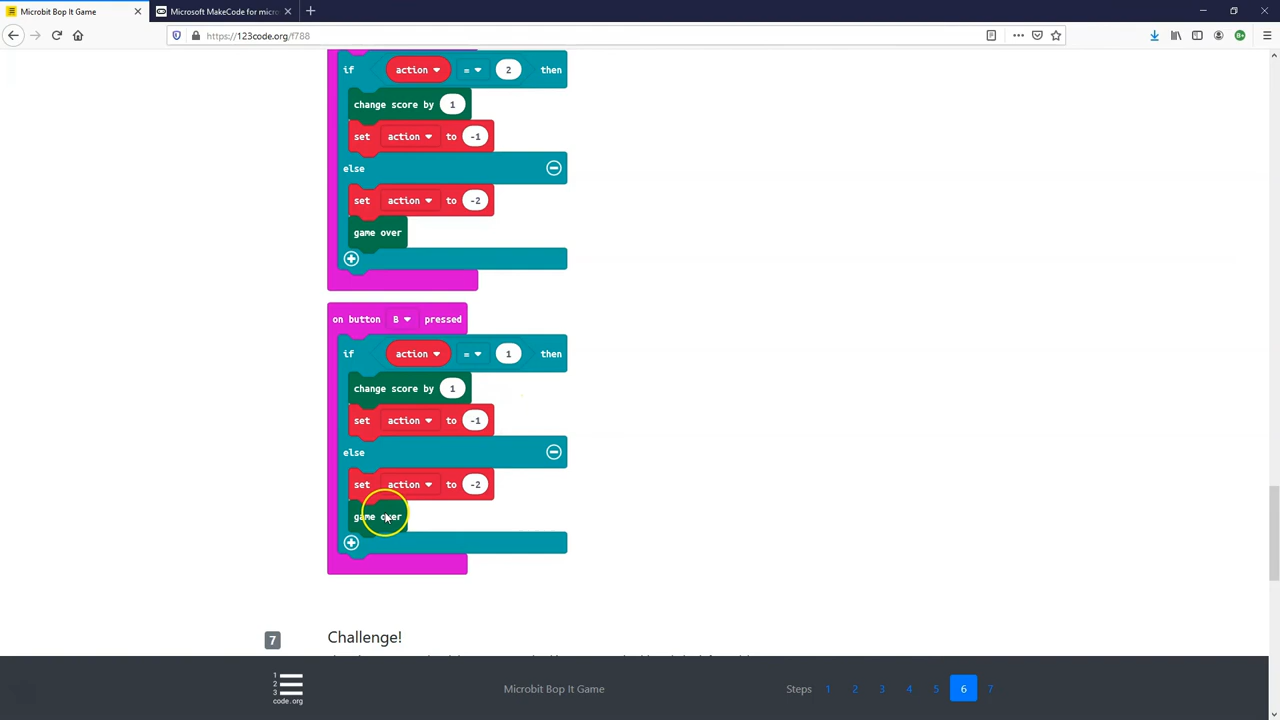 Microbit Bop It Game
Microsoft MakeCode for micro
https://123code.org/f788
if action = 2 then
change score by 1
set action to -1
else
set action to -2
game over
on button B pressed
if action = 1 then
change score by 1
set action to -1
else
set action to -2
game over
7 Challenge!
1
2
3
code.org
Microbit Bop It Game
Steps 1 2 3 4 5 6 7